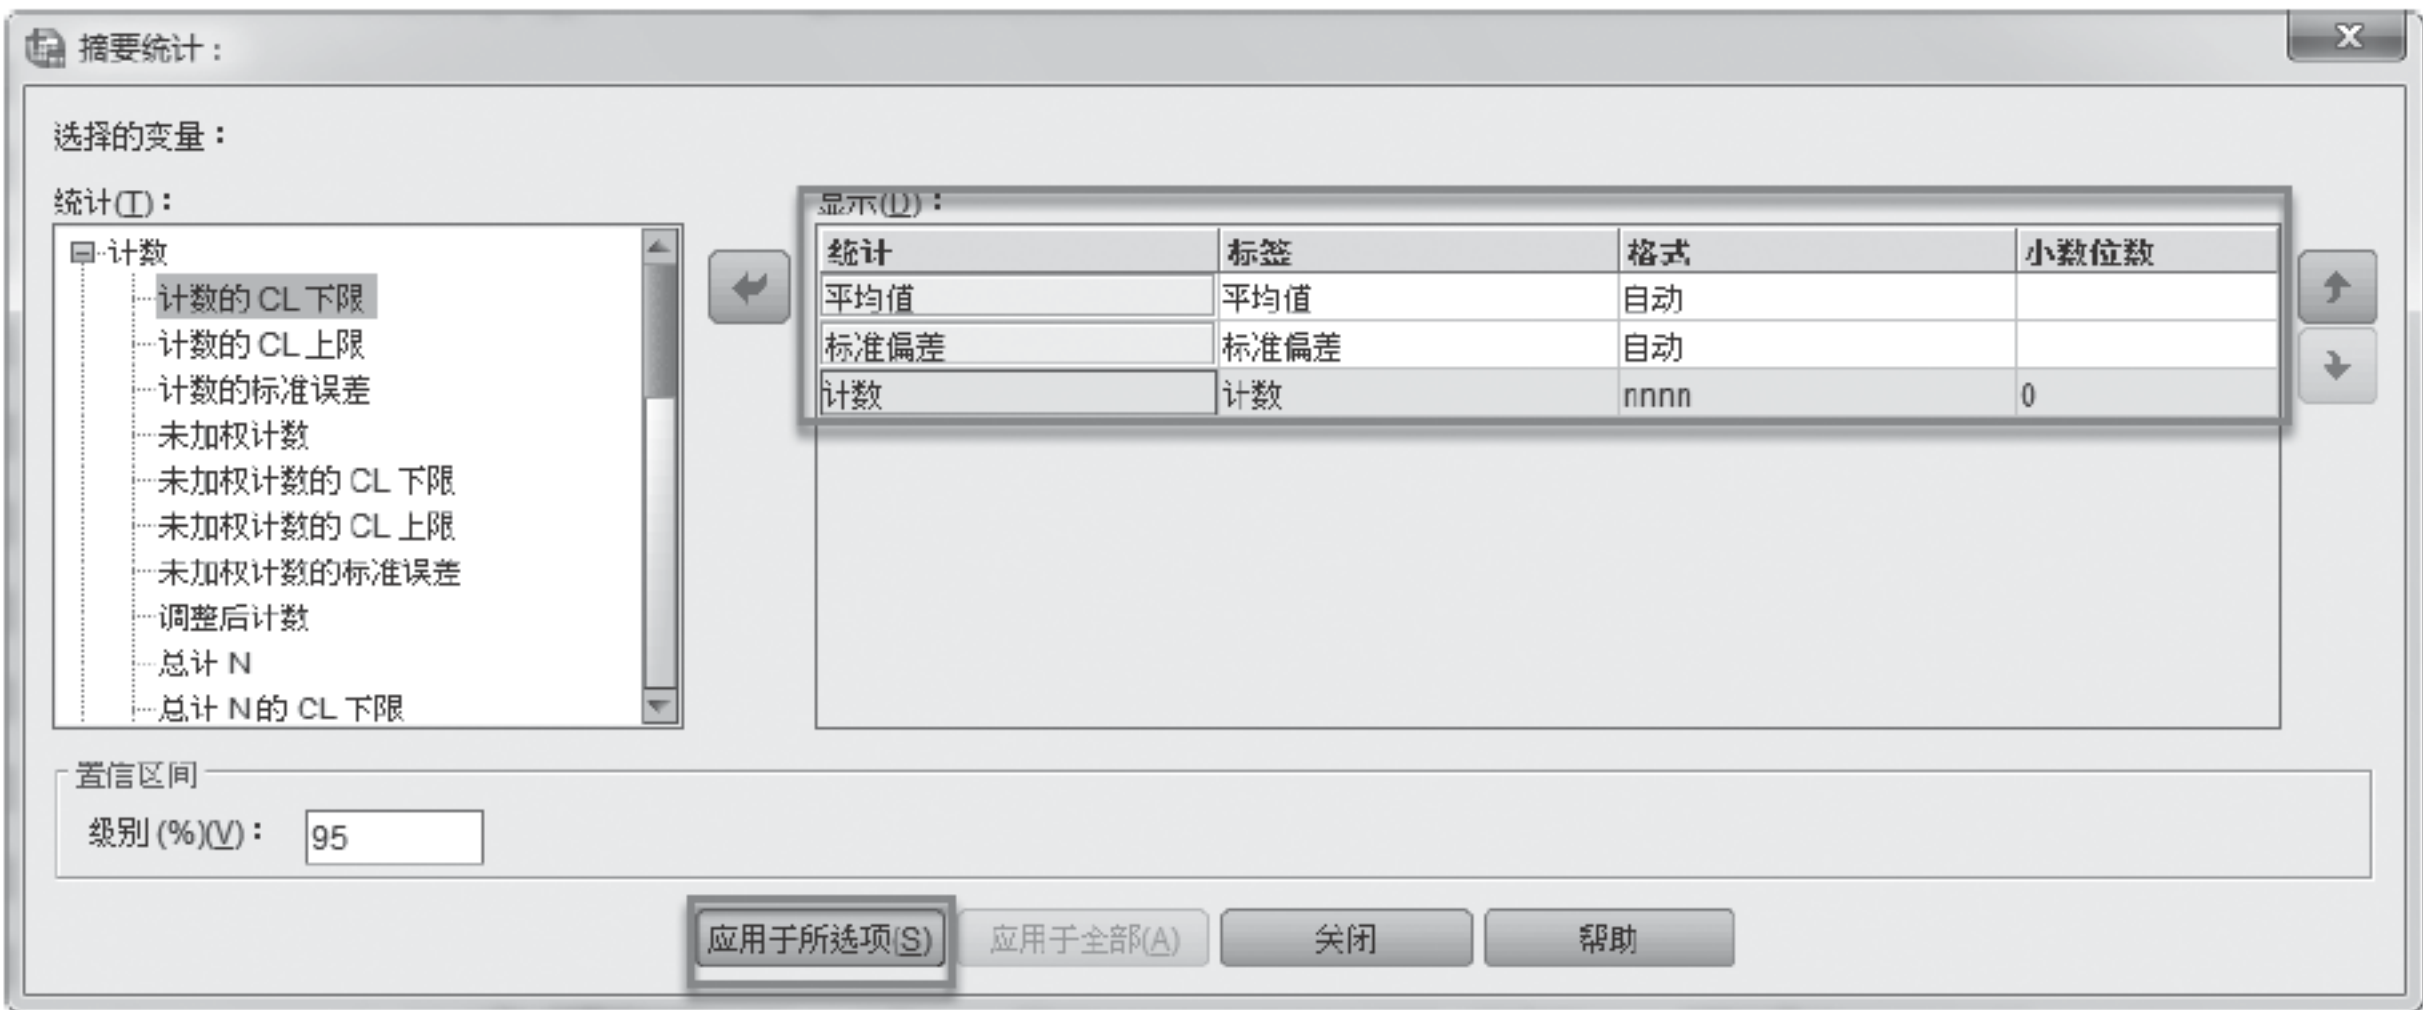 摘要统计：
选择的变量：
统计(T)：
计数
计数的 CL 下限
计数的 CL 上限
计数的标准误差
未加权计数
未加权计数的 CL 下限
未加权计数的 CL 上限
未加权计数的标准误差
调整后计数
总计 N
总计 N 的 CL 下限
显示(D)：
统计 标签 格式 小数位数
平均值 平均值 自动
标准偏差 标准偏差 自动
计数 计数 nnnn 0
置信区间
级别 (%)(V)： 95
应用于所选项(S) 应用于全部(A) 关闭 帮助